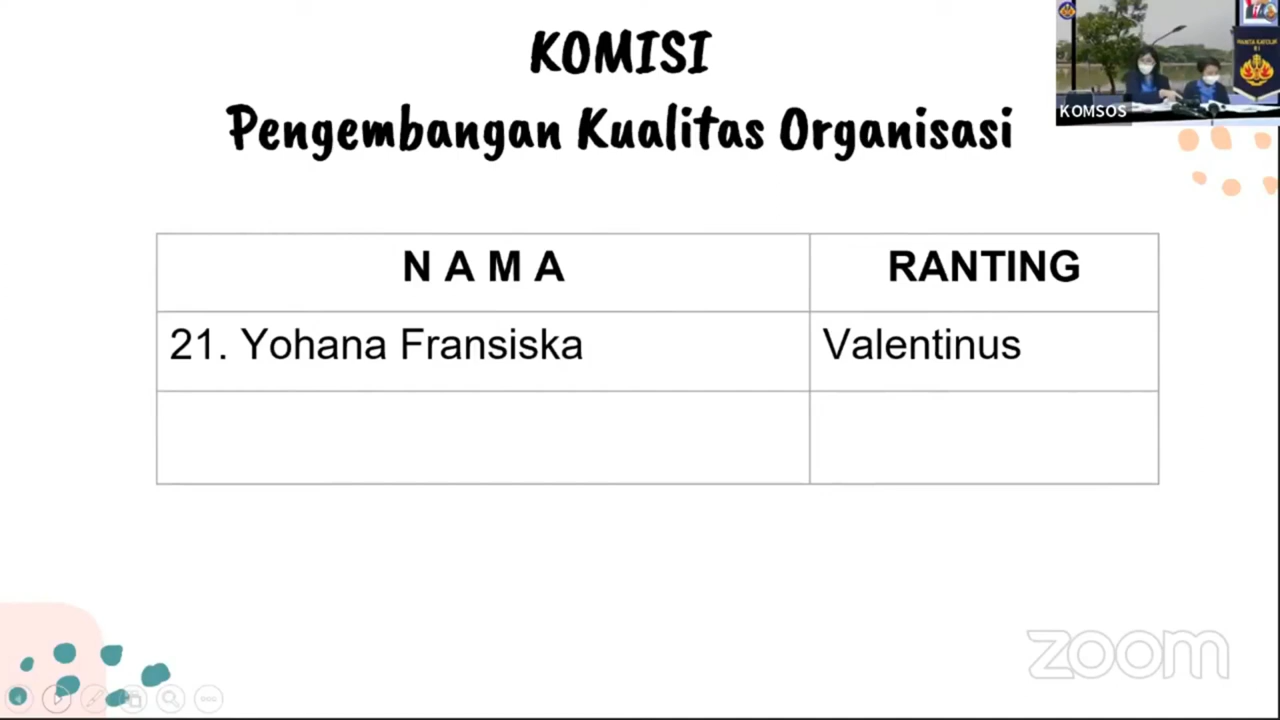 KOMISI
Pengembangan Kualitas Organisasi
KOMSOS
N A M A
RANTING
21. Yohana Fransiska
Valentinus
zoom